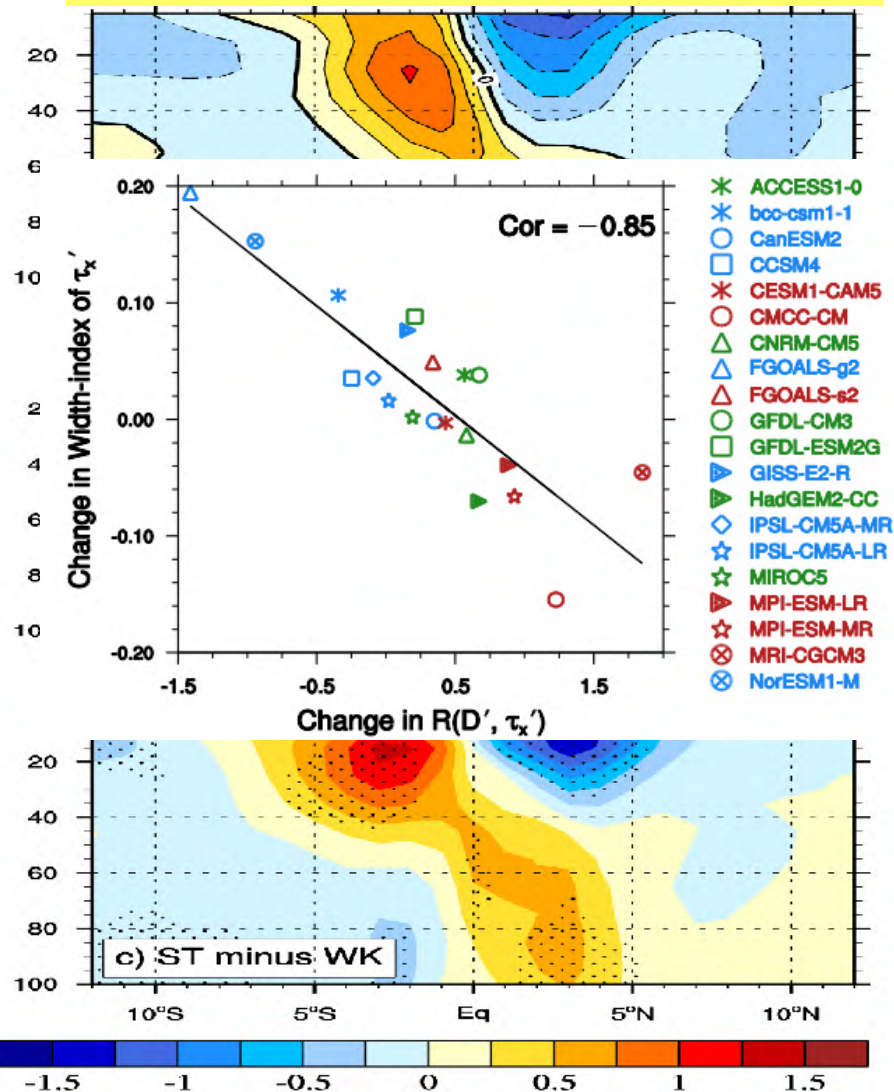 20
40
0
6
8
10
2
4
6
8
10
0.20
0.10
0.00
-0.10
-0.20
Change in Width-index of τx′
Cor = −0.85
-1.5
-0.5
0.5
1.5
Change in R(D′, τx′)
ACCESS1-0
bcc-csm1-1
CanESM2
CCSM4
CESM1-CAM5
CMCC-CM
CNRM-CM5
FGOALS-g2
FGOALS-s2
GFDL-CM3
GFDL-ESM2G
GISS-E2-R
HadGEM2-CC
IPSL-CM5A-MR
IPSL-CM5A-LR
MIROC5
MPI-ESM-LR
MPI-ESM-MR
MRI-CGCM3
NorESM1-M
20
40
60
80
100
c) ST minus WK
10°S
5°S
Eq
5°N
10°N
-1.5
-1
-0.5
0
0.5
1
1.5